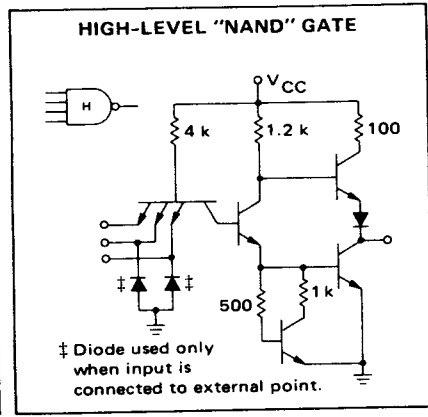 HIGH-LEVEL "NAND" GATE
H
VCC
4 k
1.2 k
100
500
1 k
‡
‡
‡ Diode used only
when input is
connected to external point.